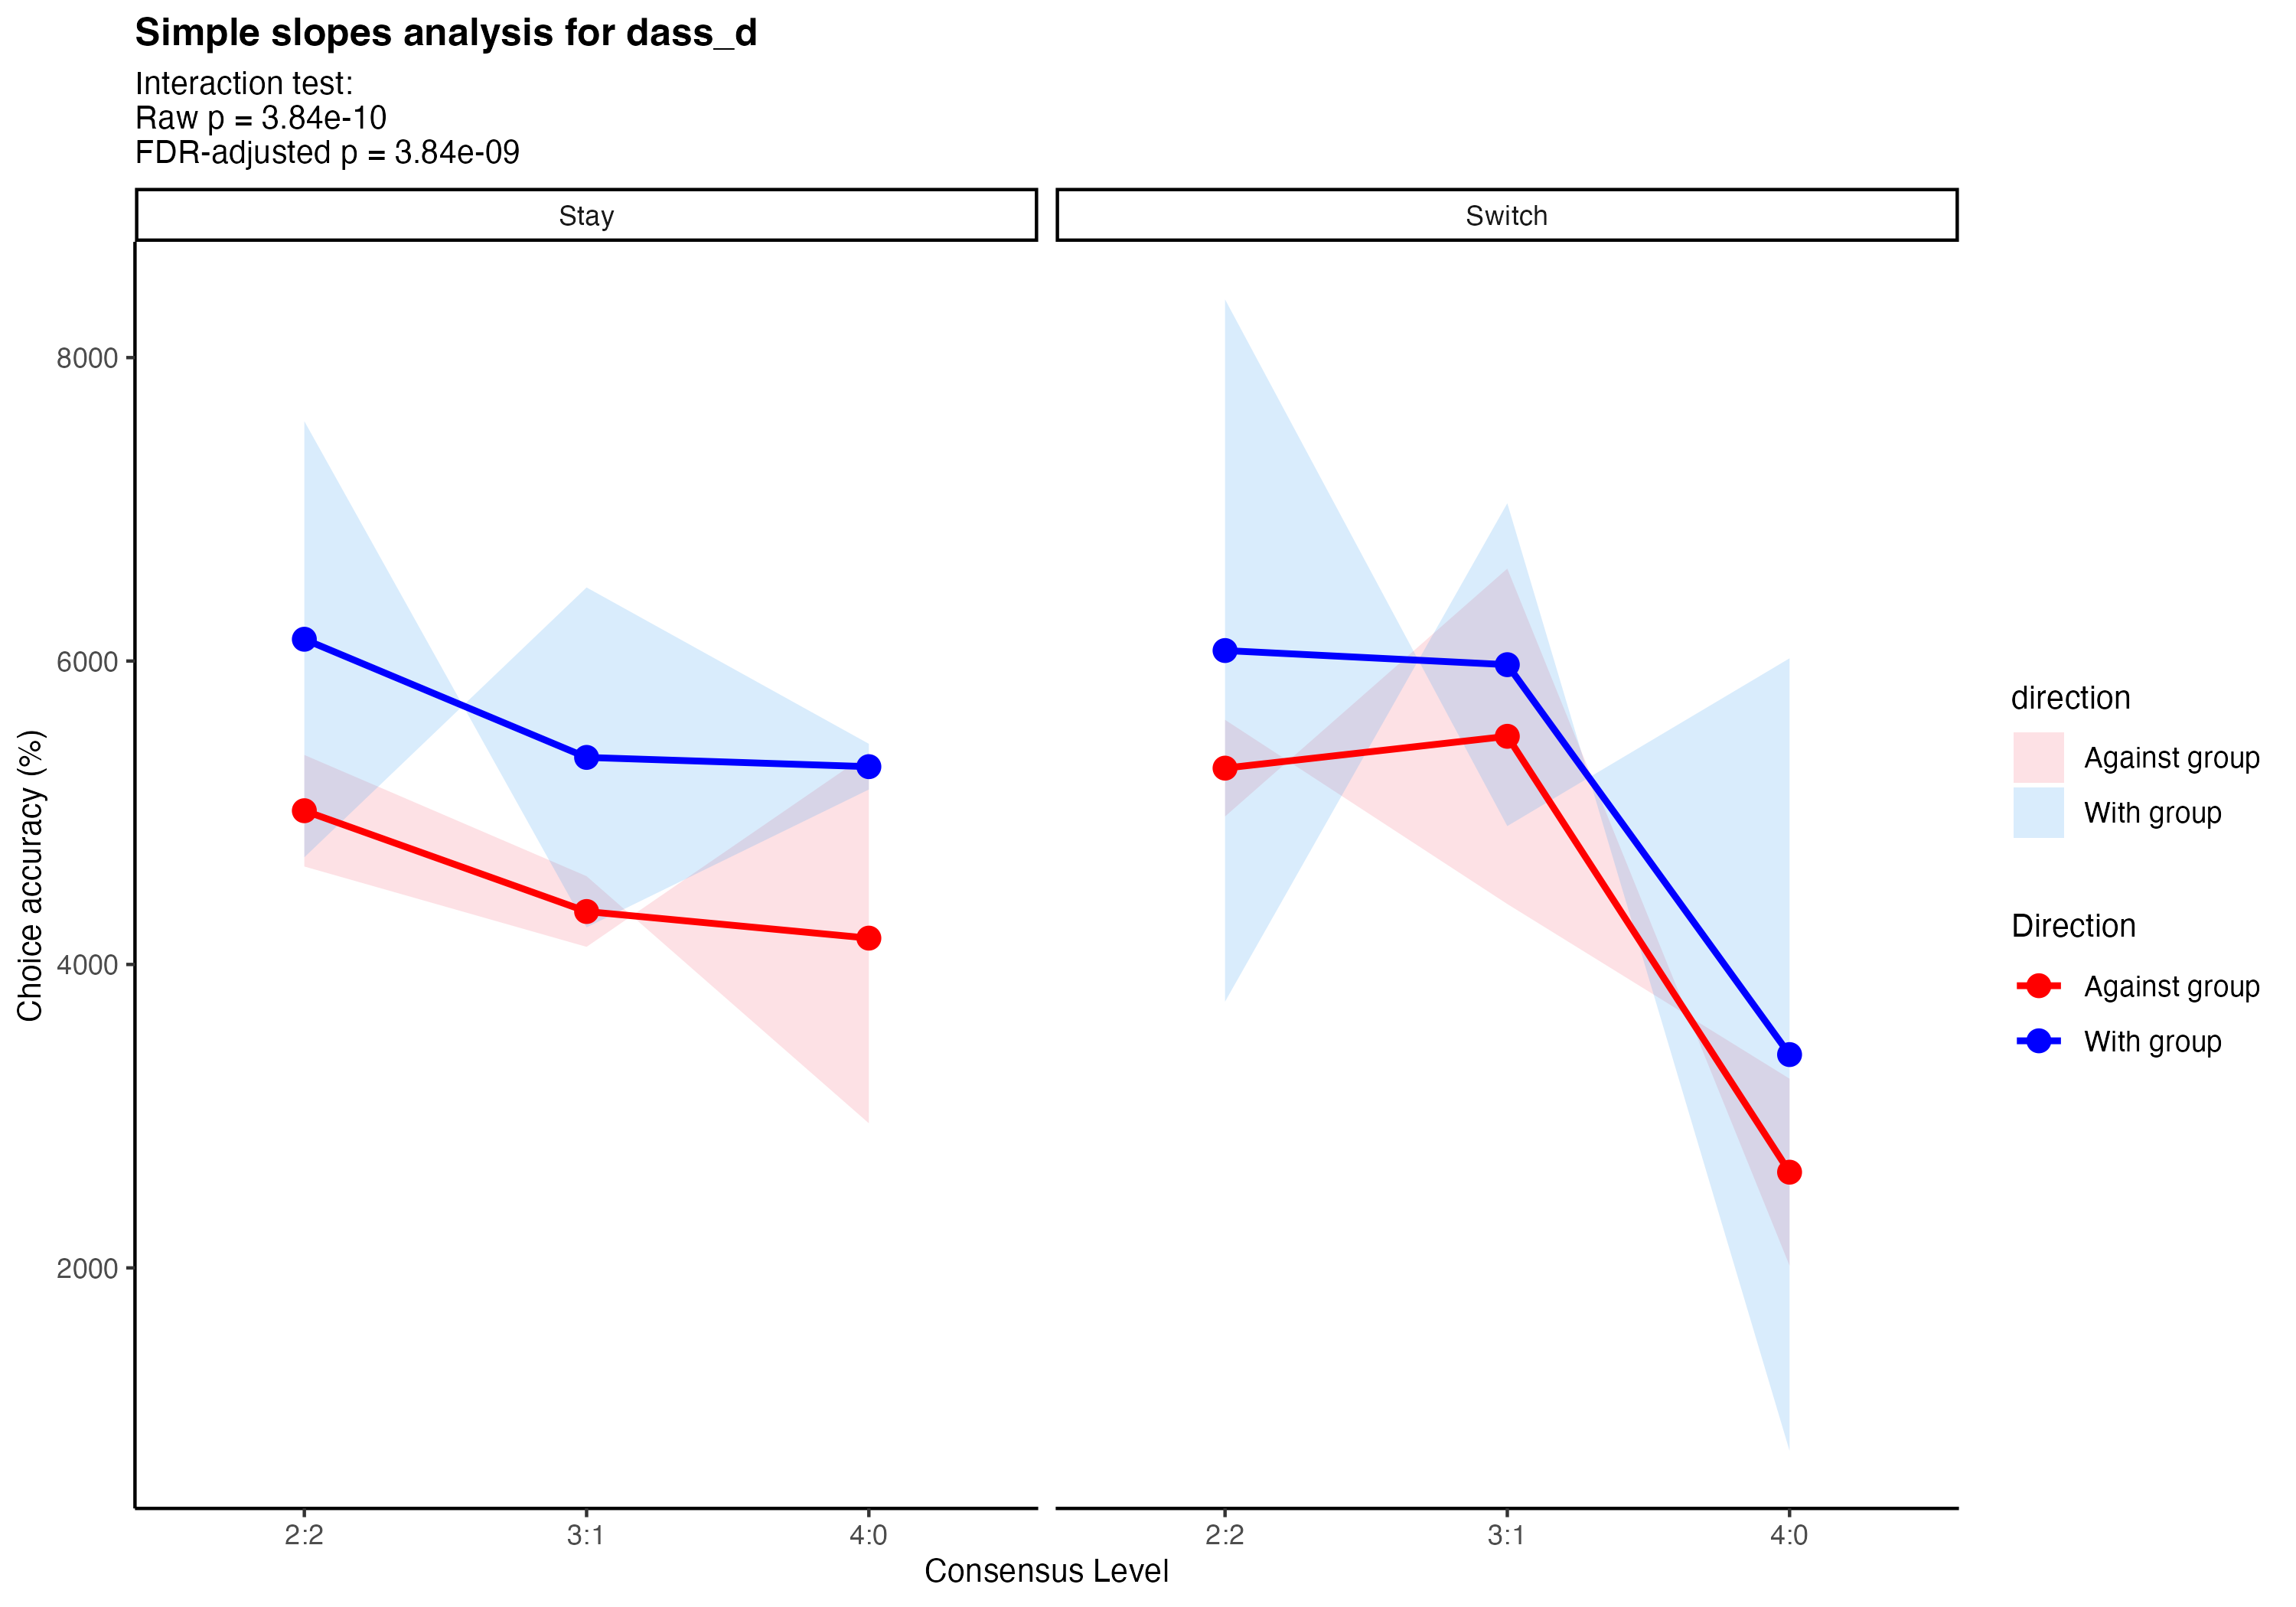 Simple slopes analysis for dass_d
Interaction test:
Raw p = 3.84e-10
FDR-adjusted p = 3.84e-09
Stay
Switch
8000
6000
4000
2000
Choice accuracy (%)
2:2
3:1
4:0
2:2
3:1
4:0
Consensus Level
direction
Against group
With group
Direction
Against group
With group